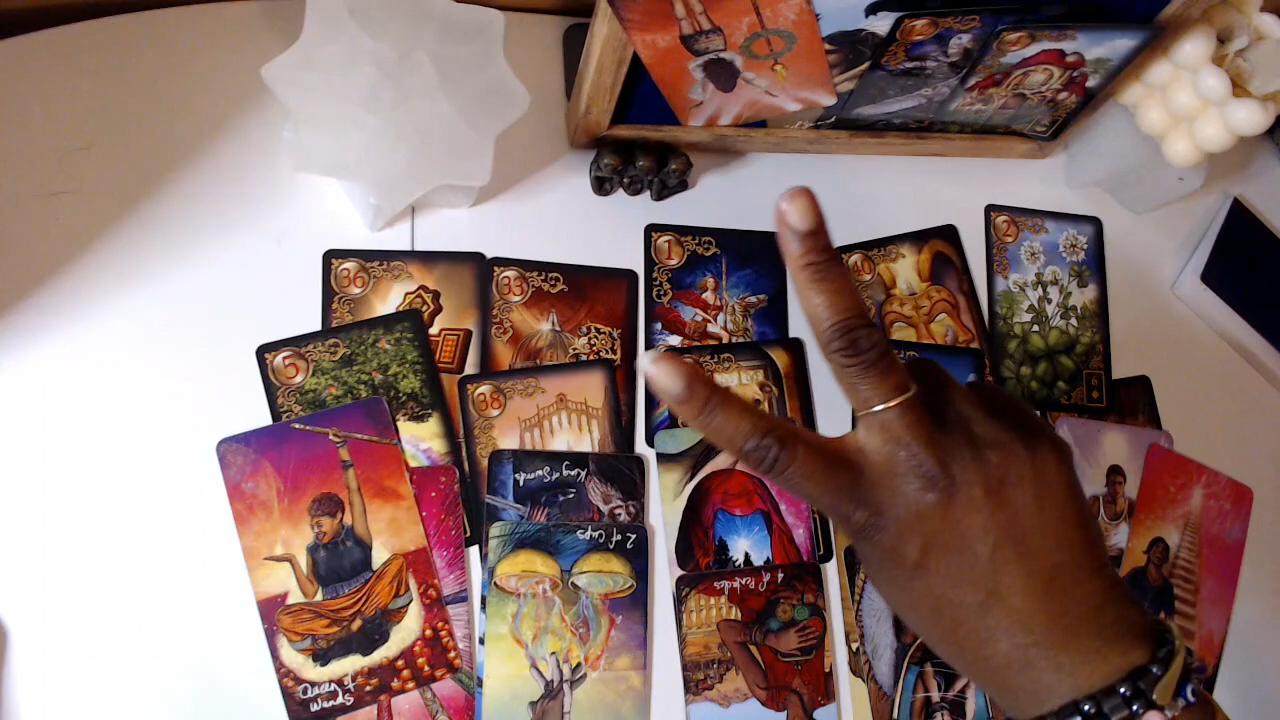 36
33
1
40
2
5
38
6
King of Swords
2 of Cups
4 of Pentacles
Queen of
Wands